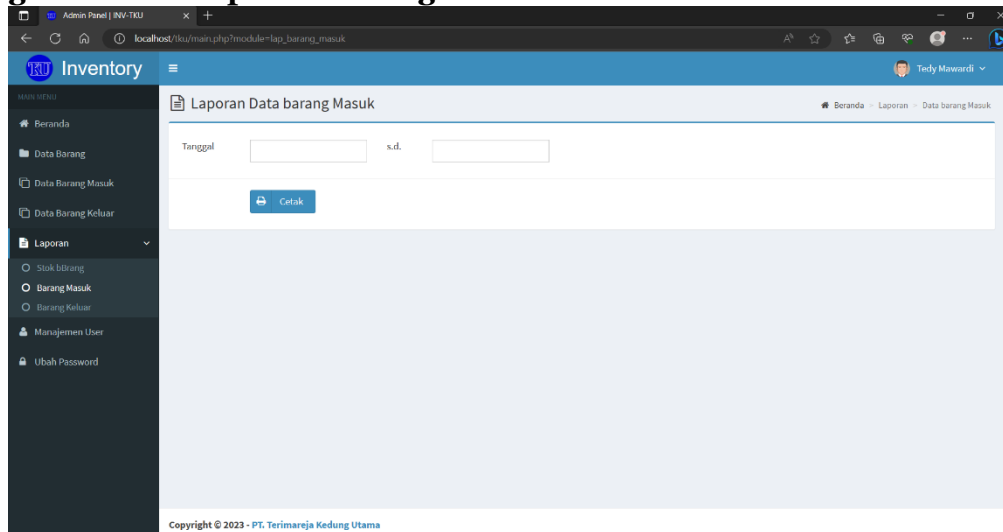 Admin Panel | INV-TKU
localhost/tku/main.php?module=lap_barang_masuk
TKU Inventory
Tedy Mawardi
MAIN MENU
Laporan Data barang Masuk
Beranda > Laporan > Data barang Masuk
Beranda
Data Barang
Data Barang Masuk
Data Barang Keluar
Laporan
Stok bBrang
Barang Masuk
Barang Keluar
Manajemen User
Ubah Password
Tanggal
s.d.
Cetak
Copyright © 2023 - PT. Terimareja Kedung Utama